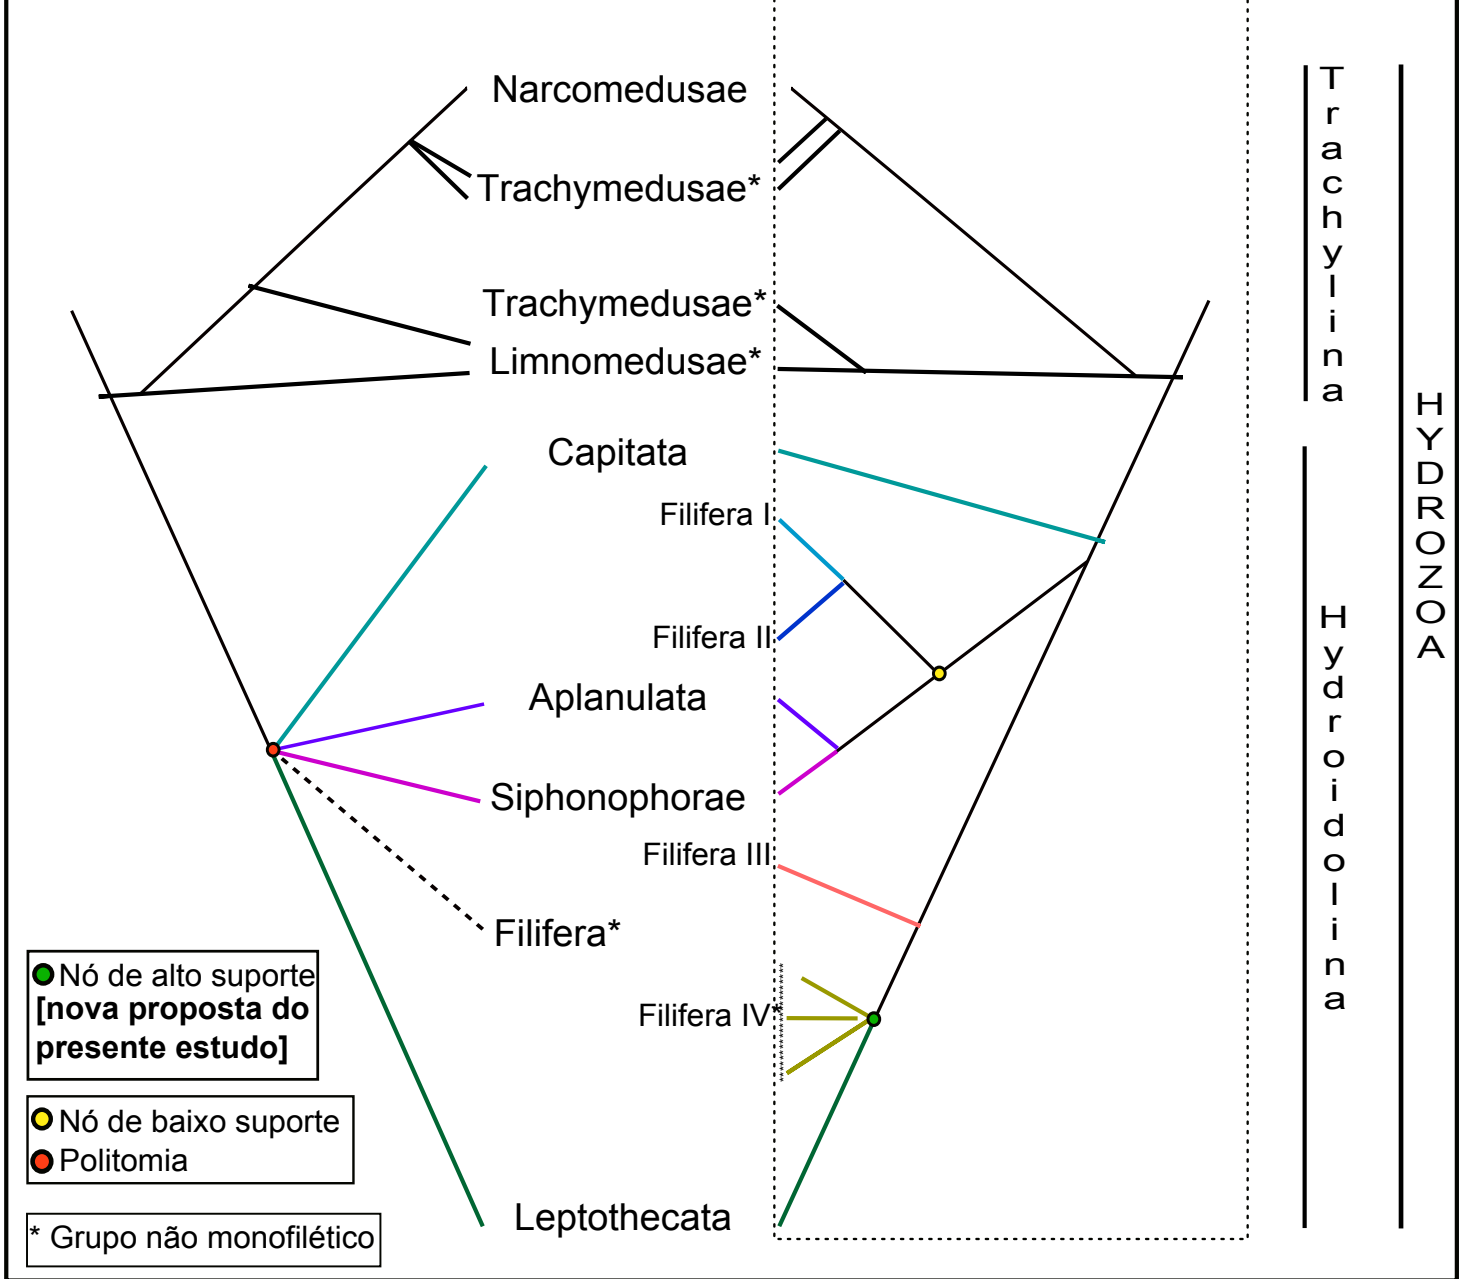 Narcomedusae
Trachymedusae*
Trachymedusae*
Limnomedusae*
Capitata
Filifera I
Filifera II
Aplanulata
Siphonophorae
Filifera III
Filifera*
Filifera IV*
Leptothecata
Nó de alto suporte
[nova proposta do
presente estudo]
Nó de baixo suporte
Politomia
* Grupo não monofilético
Trachylina
Hydroidolina
HYDROZOA